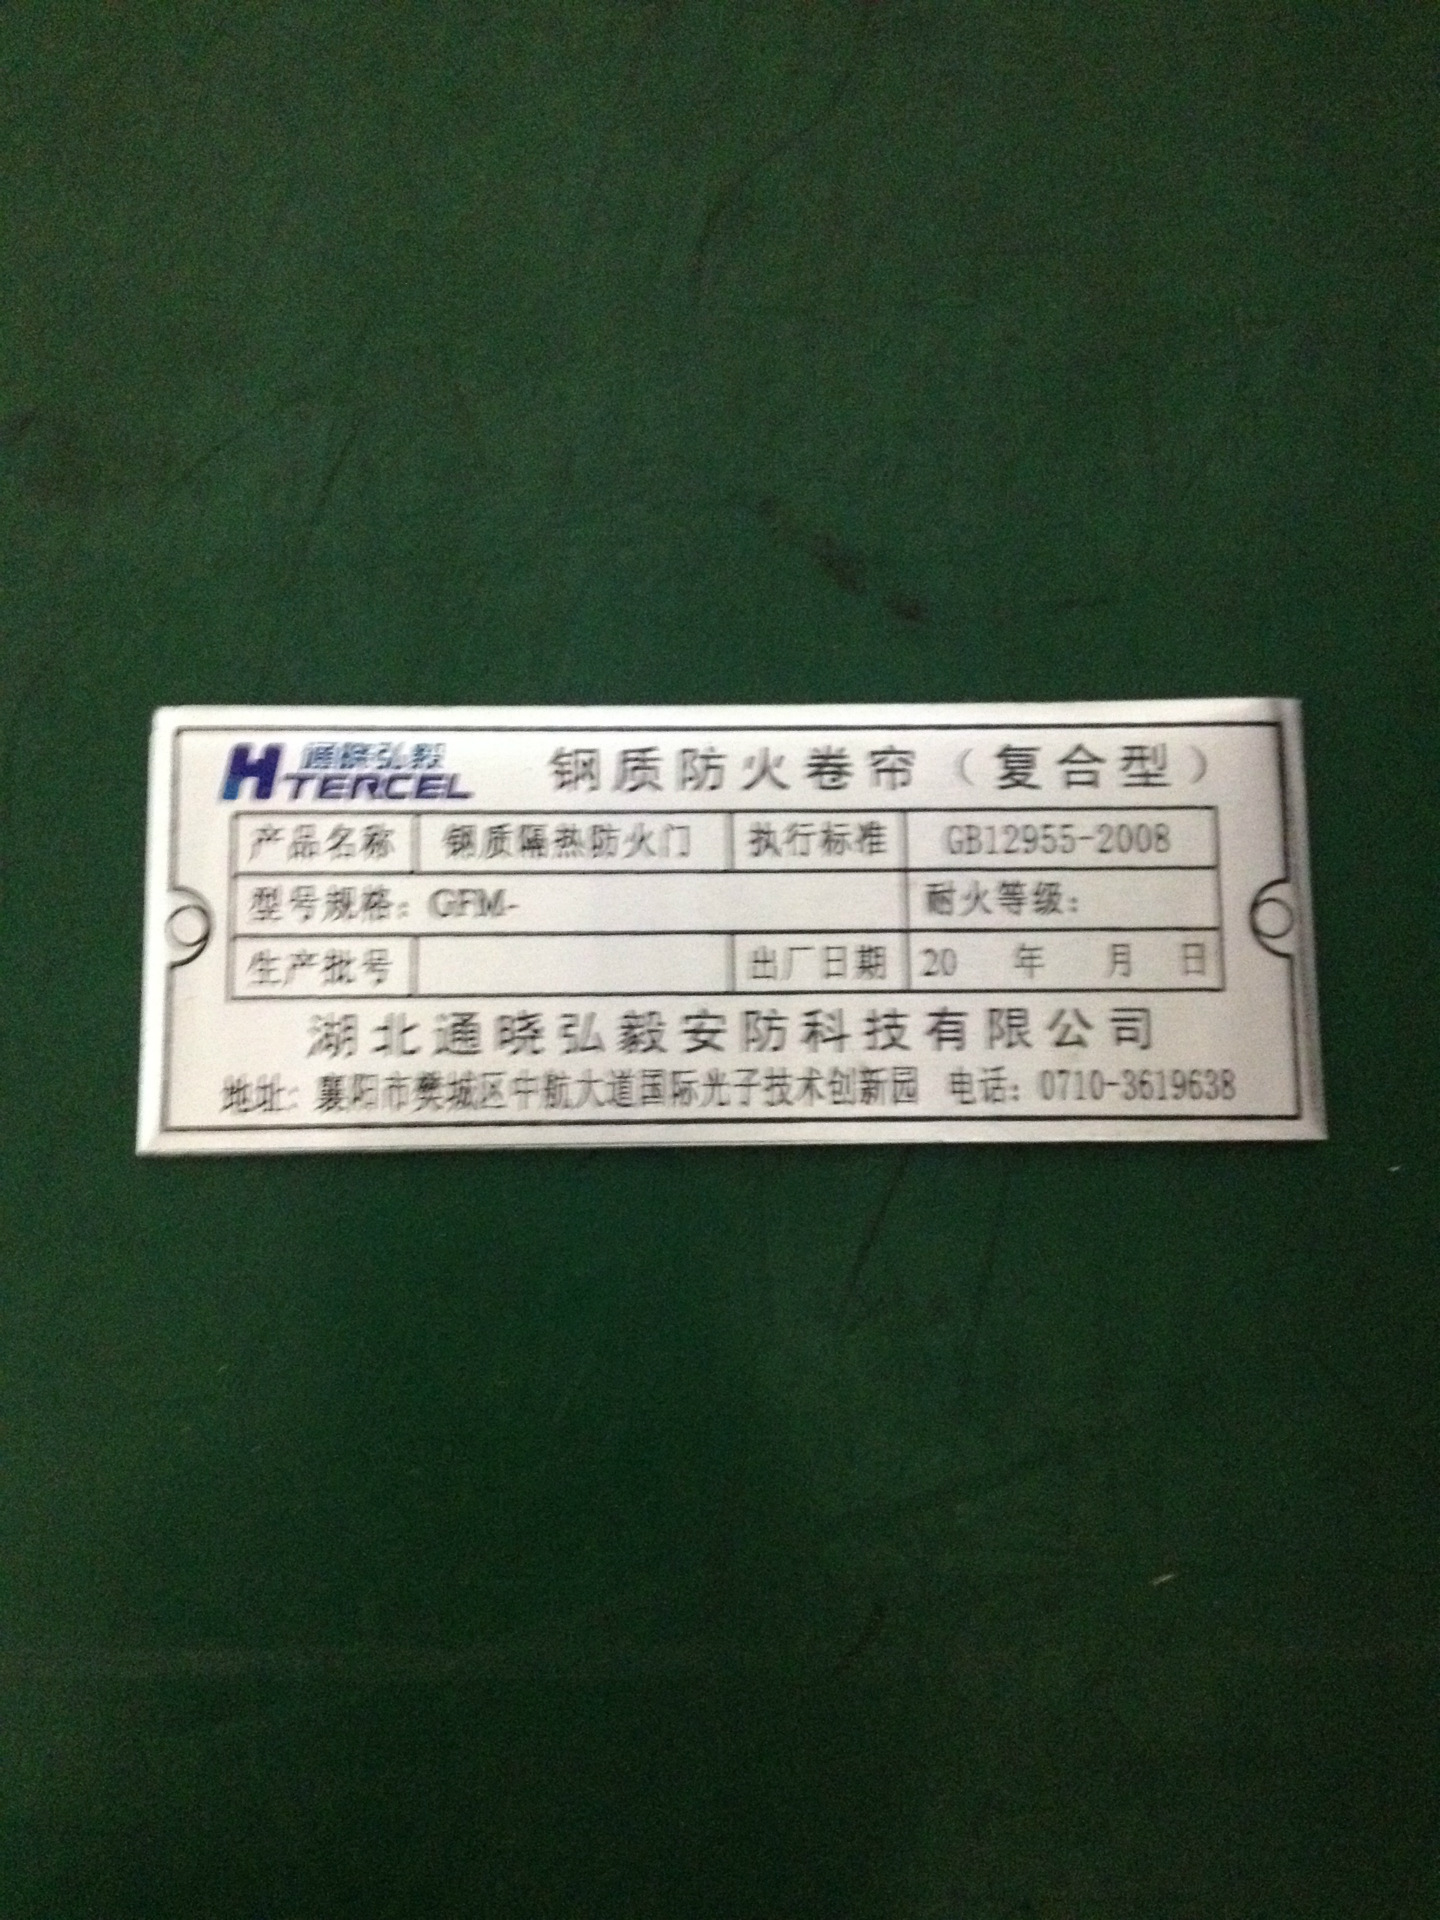 通晓弘毅
HTERCEL
钢质防火卷帘（复合型）
产品名称 钢质隔热防火门 执行标准 GB12955-2008
型号规格：GFM- 耐火等级：
生产批号 出厂日期 20 年 月 日
湖北通晓弘毅安防科技有限公司
地址：襄阳市樊城区中航大道国际光子技术创新园 电话：0710-3619638